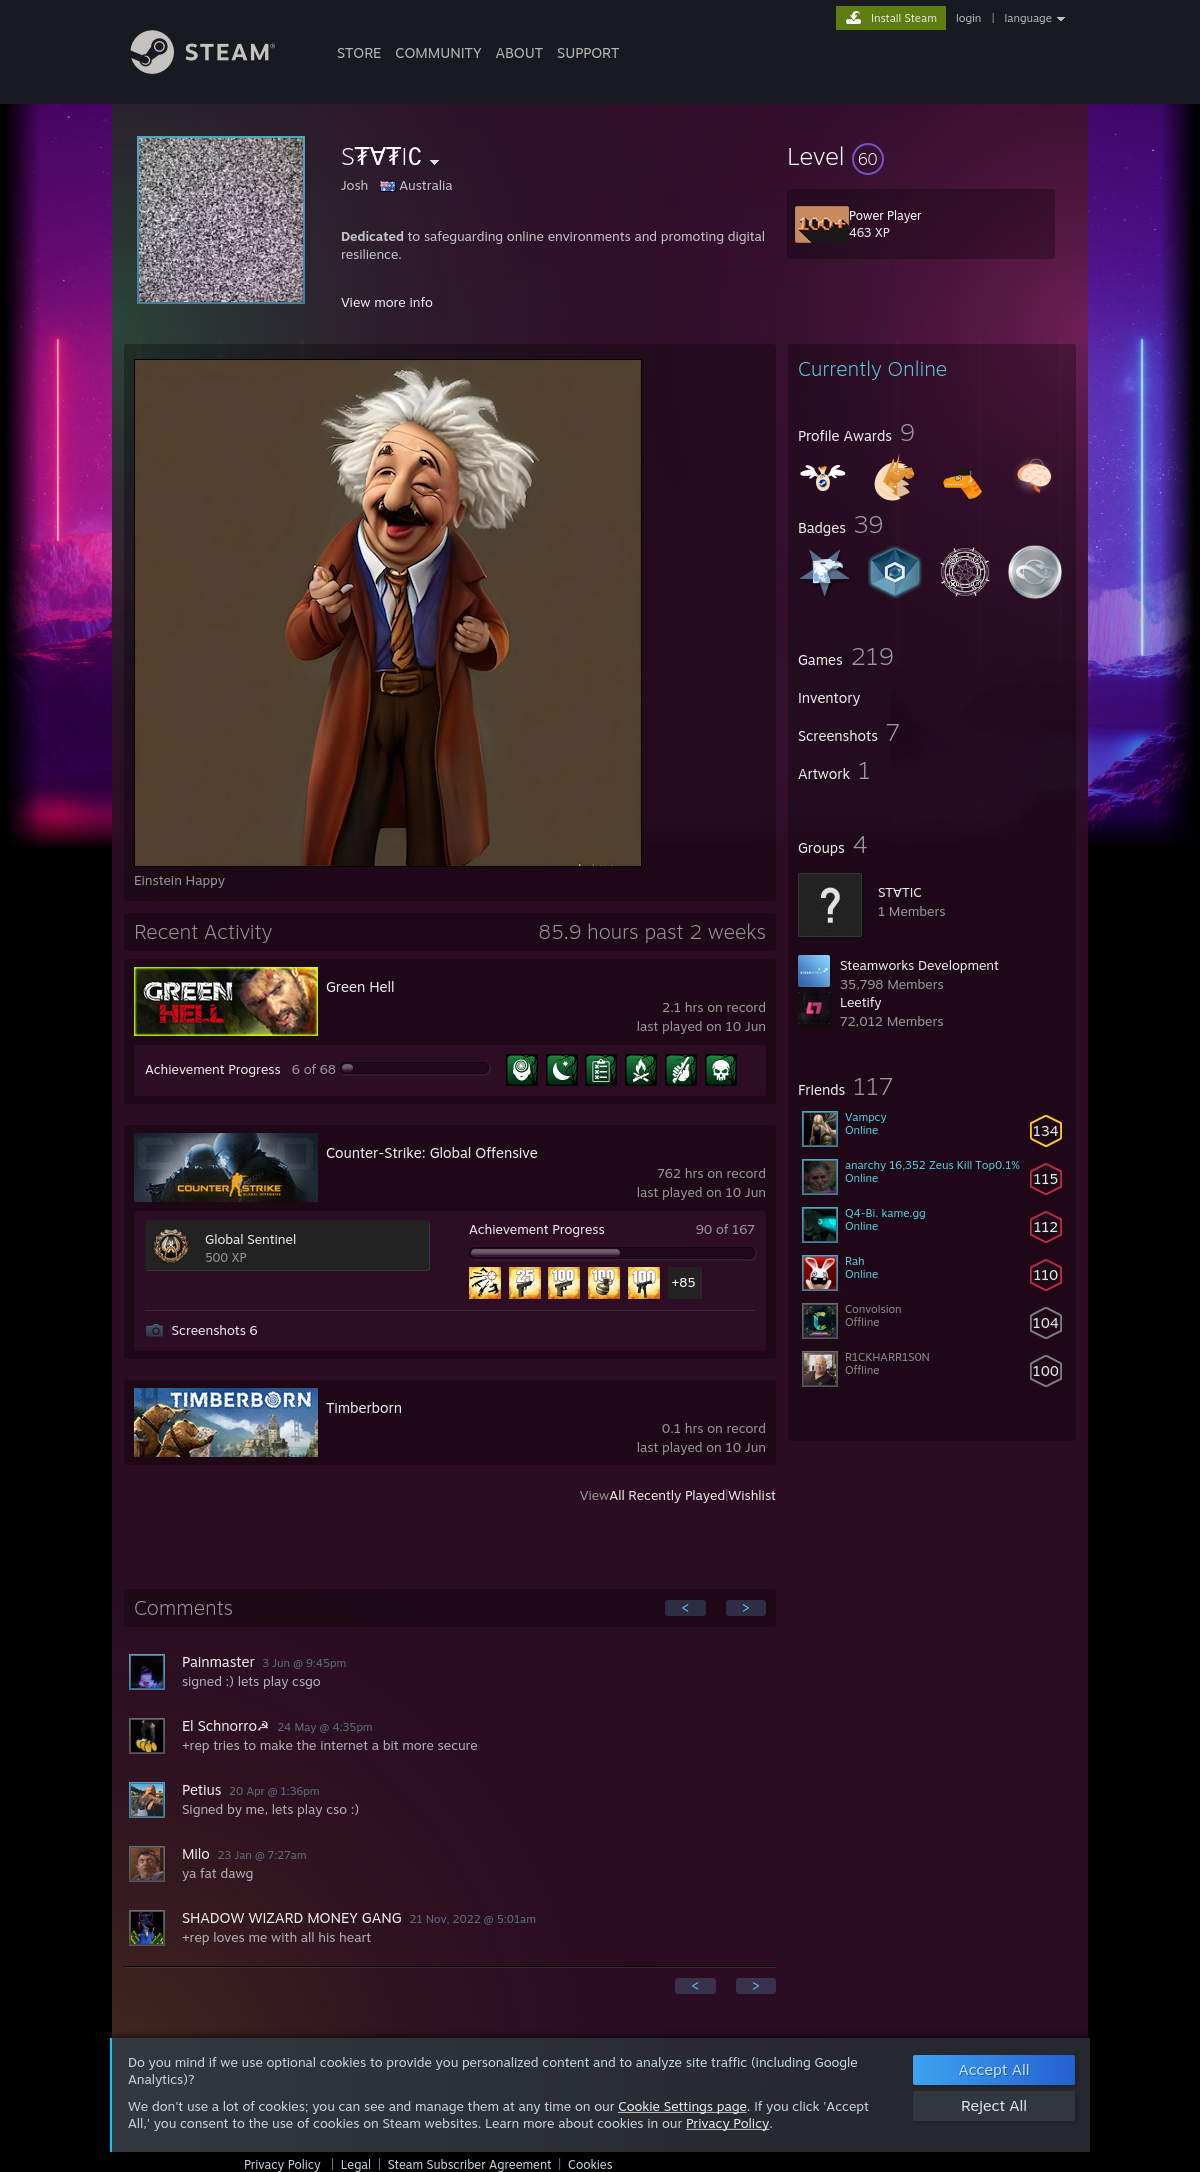 Install Steam
login | language
STEAM®
STORE COMMUNITY ABOUT SUPPORT
S₮∀₮IC
Josh Australia
Dedicated to safeguarding online environments and promoting digital
resilience.
View more info
Level 60
100+
Power Player
463 XP
Einstein Happy
Currently Online
Profile Awards 9
Badges 39
Games 219
Inventory
Screenshots 7
Artwork 1
Groups 4
?
ST∀TIC
1 Members
Steamworks Development
35,798 Members
Leetify
72,012 Members
Friends 117
Vampcy
Online
134
anarchy 16,352 Zeus Kill Top0.1%
Online
115
Q4-Bi. kame.gg
Online
112
Rah
Online
110
Convolsion
Offline
104
R1CKHARR1S0N
Offline
100
Recent Activity 85.9 hours past 2 weeks
GREEN
HELL
Green Hell
2.1 hrs on record
last played on 10 Jun
Achievement Progress 6 of 68
COUNTER STRIKE
GLOBAL OFFENSIVE
Counter-Strike: Global Offensive
762 hrs on record
last played on 10 Jun
Global Sentinel
500 XP
Achievement Progress 90 of 167
25 100 100 100 +85
Screenshots 6
TIMBERBORN
Timberborn
0.1 hrs on record
last played on 10 Jun
ViewAll Recently Played|Wishlist
Comments < >
Painmaster 3 Jun @ 9:45pm
signed :) lets play csgo
El Schnorro☭ 24 May @ 4:35pm
+rep tries to make the internet a bit more secure
Petius 20 Apr @ 1:36pm
Signed by me, lets play cso :)
Milo 23 Jan @ 7:27am
ya fat dawg
SHADOW WIZARD MONEY GANG 21 Nov, 2022 @ 5:01am
+rep loves me with all his heart
< >
Do you mind if we use optional cookies to provide you personalized content and to analyze site traffic (including Google
Analytics)?
We don't use a lot of cookies; you can see and manage them at any time on our Cookie Settings page. If you click 'Accept
All,' you consent to the use of cookies on Steam websites. Learn more about cookies in our Privacy Policy.
Accept All
Reject All
Privacy Policy | Legal | Steam Subscriber Agreement | Cookies